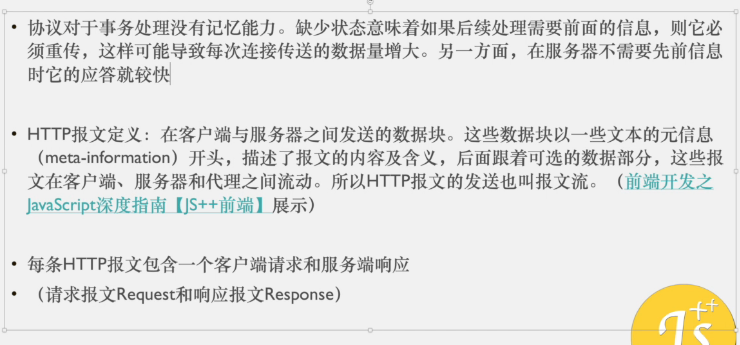 • 协议对于事务处理没有记忆能力。缺少状态意味着如果后续处理需要前面的信息，则它必
须重传，这样可能导致每次连接传送的数据量增大。另一方面，在服务器不需要先前信息
时它的应答就较快
• HTTP报文定义：在客户端与服务器之间发送的数据块。这些数据块以一些文本的元信息
（meta-information）开头，描述了报文的内容及含义，后面跟着可选的数据部分，这些报
文在客户端、服务器和代理之间流动。所以HTTP报文的发送也叫报文流。（前端开发之
JavaScript深度指南【JS++前端】展示）
• 每条HTTP报文包含一个客户端请求和服务端响应
• （请求报文Request和响应报文Response）
Js++